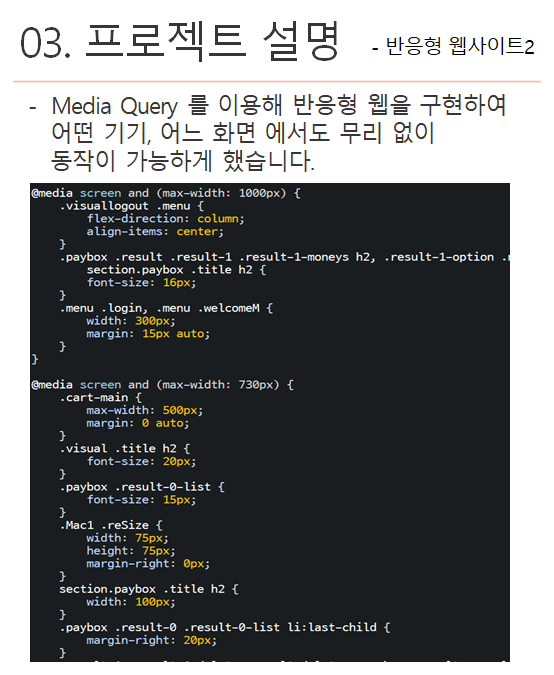 03. 프로젝트 설명 - 반응형 웹사이트2
- Media Query 를 이용해 반응형 웹을 구현하여
어떤 기기, 어느 화면 에서도 무리 없이
동작이 가능하게 했습니다.
@media screen and (max-width: 1000px) {
.visuallogout .menu {
flex-direction: column;
align-items: center;
}
.paybox .result .result-1 .result-1-moneys h2, .result-1-option
section.paybox .title h2 {
font-size: 16px;
}
.menu .login, .menu .welcomeM {
width: 300px;
margin: 15px auto;
}
}
@media screen and (max-width: 730px) {
.cart-main {
max-width: 500px;
margin: 0 auto;
}
.visual .title h2 {
font-size: 20px;
}
.paybox .result-0-list {
font-size: 15px;
}
.Mac1 .reSize {
width: 75px;
height: 75px;
margin-right: 0px;
}
section.paybox .title h2 {
width: 100px;
}
.paybox .result-0 .result-0-list li:last-child {
margin-right: 20px;
}